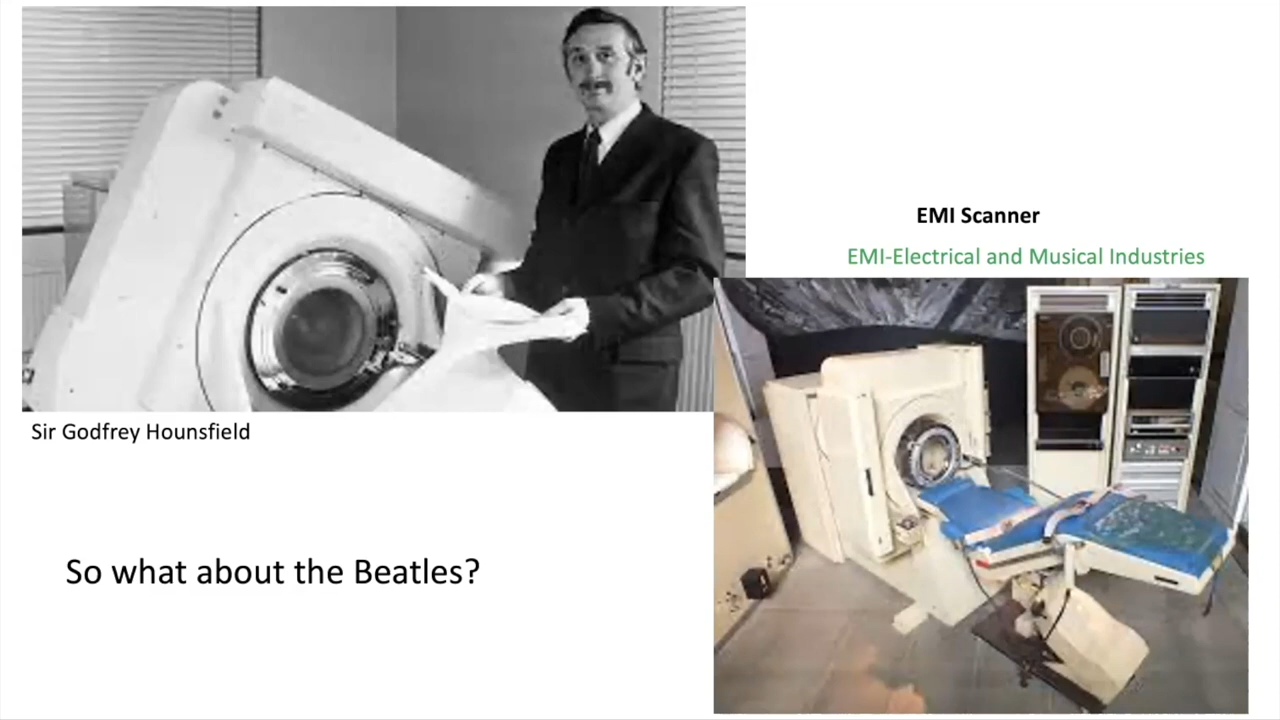 EMI Scanner
EMI-Electrical and Musical Industries
Sir Godfrey Hounsfield
So what about the Beatles?